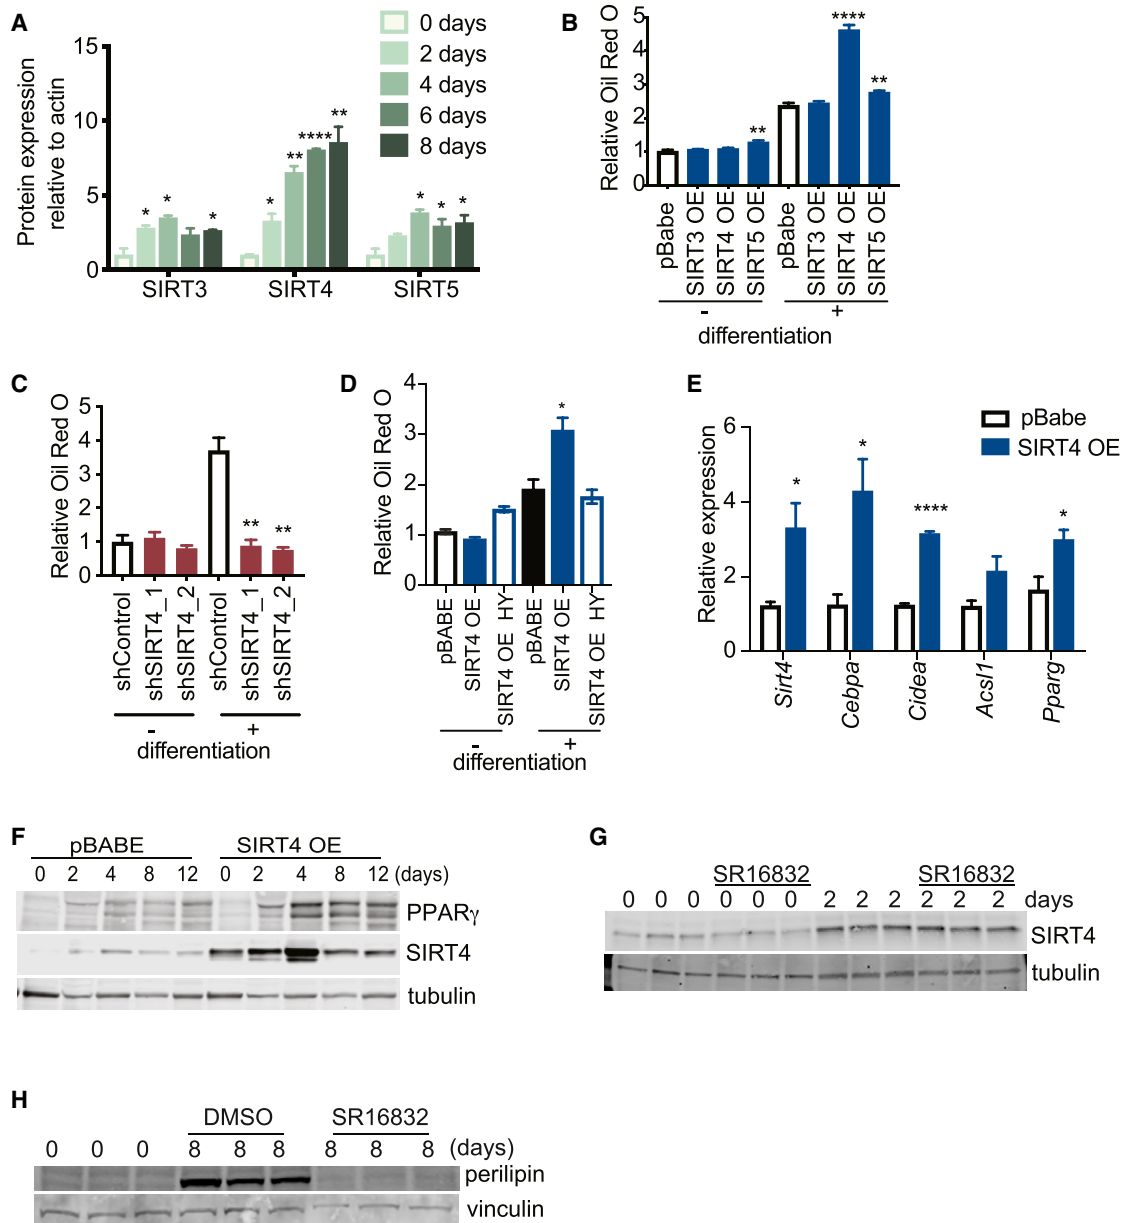 A
Protein expression
relative to actin
15
10
5
0
0 days
2 days
4 days
6 days
8 days
* * *
* ** **** **
* * *
SIRT3 SIRT4 SIRT5
B
Relative Oil Red O
5
4
3
2
1
0
** **** **
pBabe
SIRT3 OE
SIRT4 OE
SIRT5 OE
pBabe
SIRT3 OE
SIRT4 OE
SIRT5 OE
- +
differentiation
C
Relative Oil Red O
5
4
3
2
1
0
** **
shControl
shSIRT4_1
shSIRT4_2
shControl
shSIRT4_1
shSIRT4_2
- +
differentiation
D
Relative Oil Red O
4
3
2
1
0
*
pBABE
SIRT4 OE
SIRT4 OE HY
pBABE
SIRT4 OE
SIRT4 OE HY
- +
differentiation
E
Relative expression
6
4
2
0
pBabe
SIRT4 OE
* * **** *
Sirt4
Cebpa
Cidea
Acsl1
Pparg
F
pBABE SIRT4 OE
0 2 4 8 12 0 2 4 8 12 (days)
PPARγ
SIRT4
tubulin
G
SR16832 SR16832
0 0 0 0 0 0 2 2 2 2 2 2 days
SIRT4
tubulin
H
DMSO SR16832
0 0 0 8 8 8 8 8 8 (days)
perilipin
vinculin